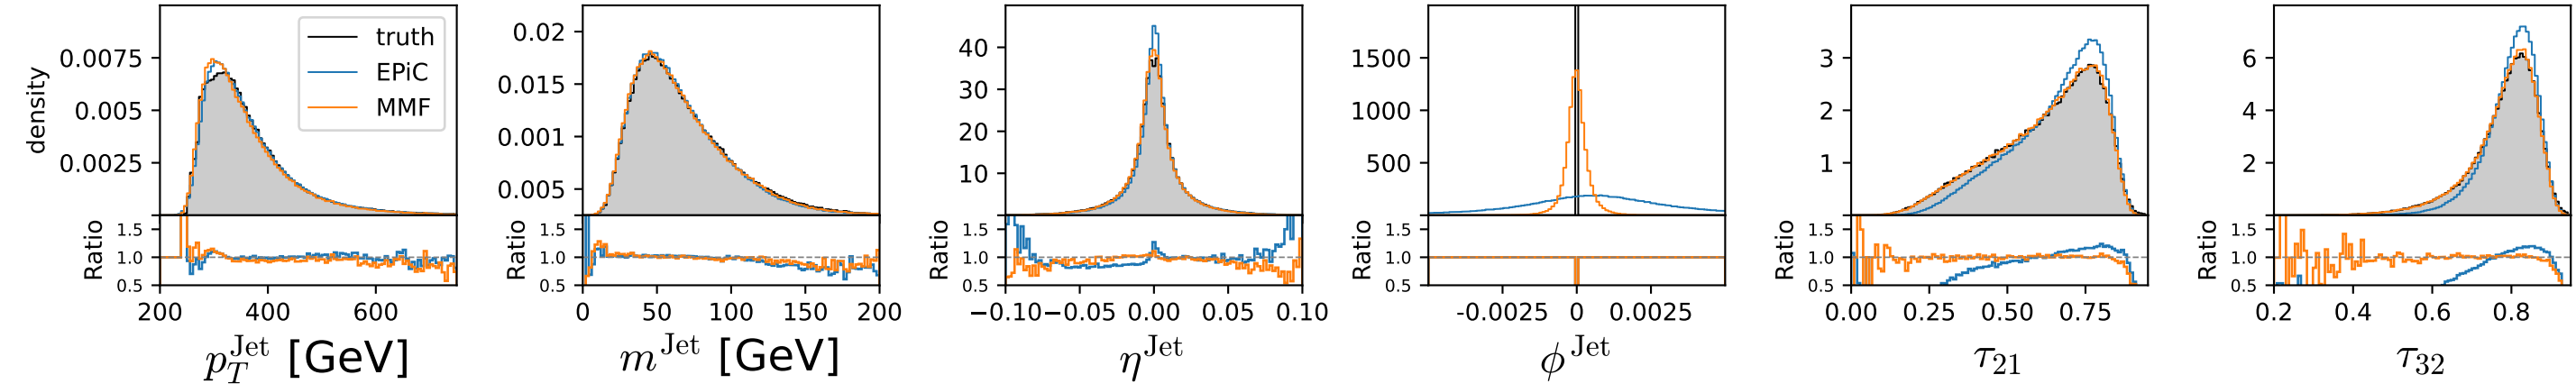 density
0.0075
0.005
0.0025
truth
EPiC
MMF
Ratio
1.5
1.0
0.5
200 400 600
p_T^Jet [GeV]
0.02
0.015
0.001
0.005
Ratio
1.5
1.0
0.5
0 50 100 150 200
m^Jet [GeV]
40
30
20
10
Ratio
1.5
1.0
0.5
−0.10 −0.05 0.00 0.05 0.10
η^Jet
1500
1000
500
Ratio
1.5
1.0
0.5
-0.0025 0 0.0025
ϕ^Jet
3
2
1
Ratio
1.5
1.0
0.5
0.00 0.25 0.50 0.75
τ_21
6
4
2
Ratio
1.5
1.0
0.5
0.2 0.4 0.6 0.8
τ_32